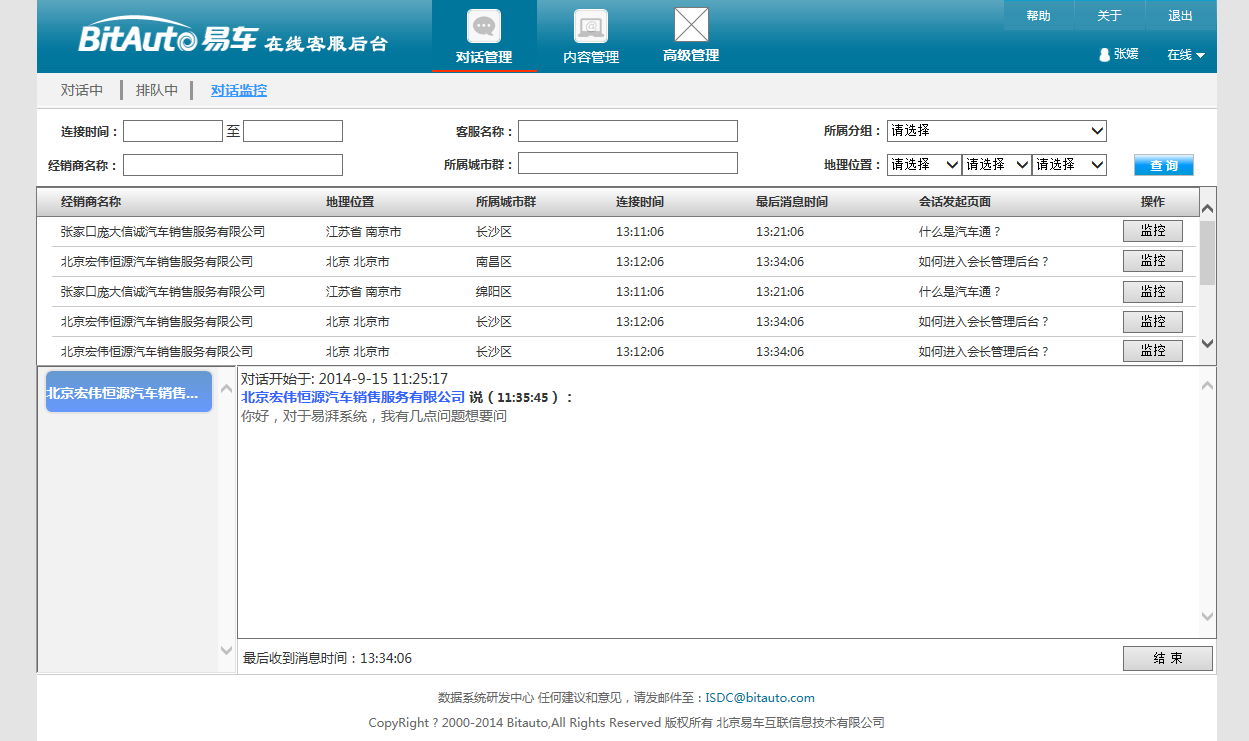 BitAuto 易车 在线客服后台
对话管理 内容管理 高级管理
帮助 关于 退出
张媛 在线
对话中 排队中 对话监控
连接时间： 至 客服名称： 所属分组： 请选择
经销商名称： 所属城市群： 地理位置： 请选择 请选择 请选择 查 询
经销商名称 地理位置 所属城市群 连接时间 最后消息时间 会话发起页面 操作
张家口庞大信诚汽车销售服务有限公司 江苏省 南京市 长沙区 13:11:06 13:21:06 什么是汽车通？ 监控
北京宏伟恒源汽车销售服务有限公司 北京 北京市 南昌区 13:12:06 13:34:06 如何进入会长管理后台？ 监控
张家口庞大信诚汽车销售服务有限公司 江苏省 南京市 绵阳区 13:11:06 13:21:06 什么是汽车通？ 监控
北京宏伟恒源汽车销售服务有限公司 北京 北京市 长沙区 13:12:06 13:34:06 如何进入会长管理后台？ 监控
北京宏伟恒源汽车销售服务有限公司 北京 北京市 长沙区 13:12:06 13:34:06 如何进入会长管理后台？ 监控
北京宏伟恒源汽车销售...
对话开始于: 2014-9-15 11:25:17
北京宏伟恒源汽车销售服务有限公司 说（11:35:45）：
你好，对于易湃系统，我有几点问题想要问
最后收到消息时间：13:34:06 结 束
数据系统研发中心 任何建议和意见，请发邮件至：ISDC@bitauto.com
CopyRight ? 2000-2014 Bitauto,All Rights Reserved 版权所有 北京易车互联信息技术有限公司